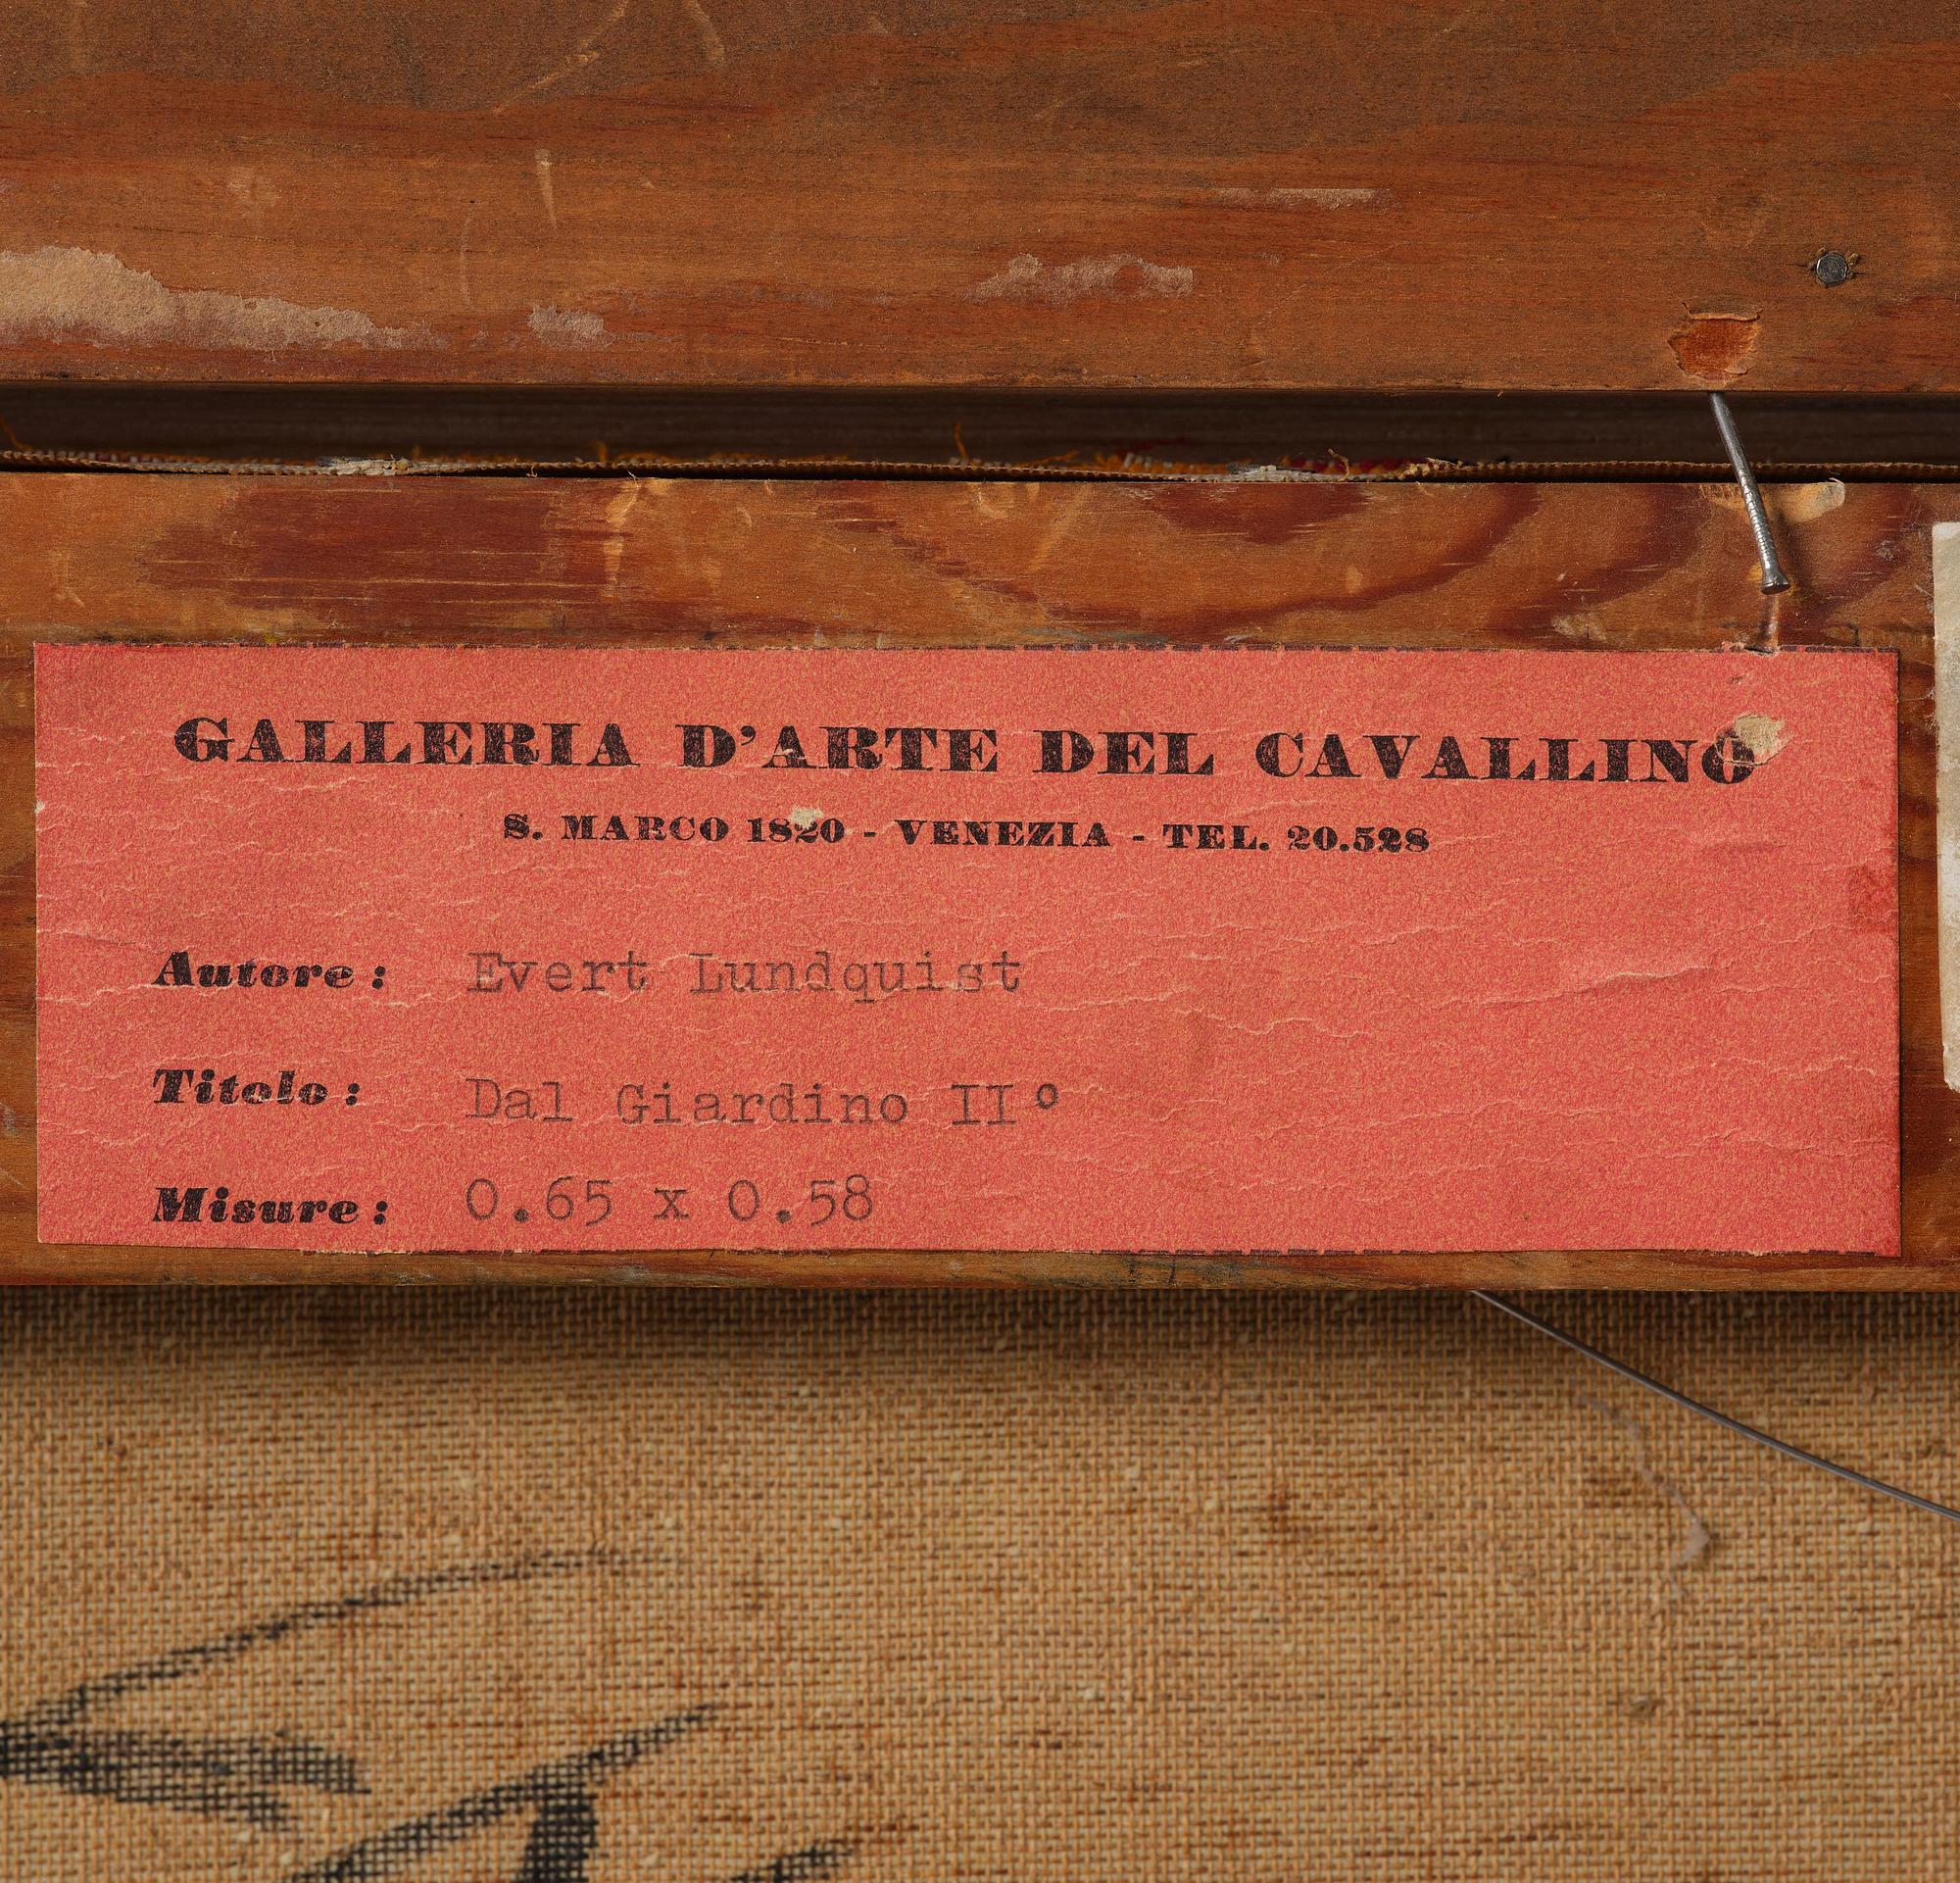 GALLERIA D'ARTE DEL CAVALLINO
S. MARCO 1820 - VENEZIA - TEL. 20.528
Autore: Evert Lundquist
Titolo: Dal Giardino II°
Misure: 0.65 x 0.58